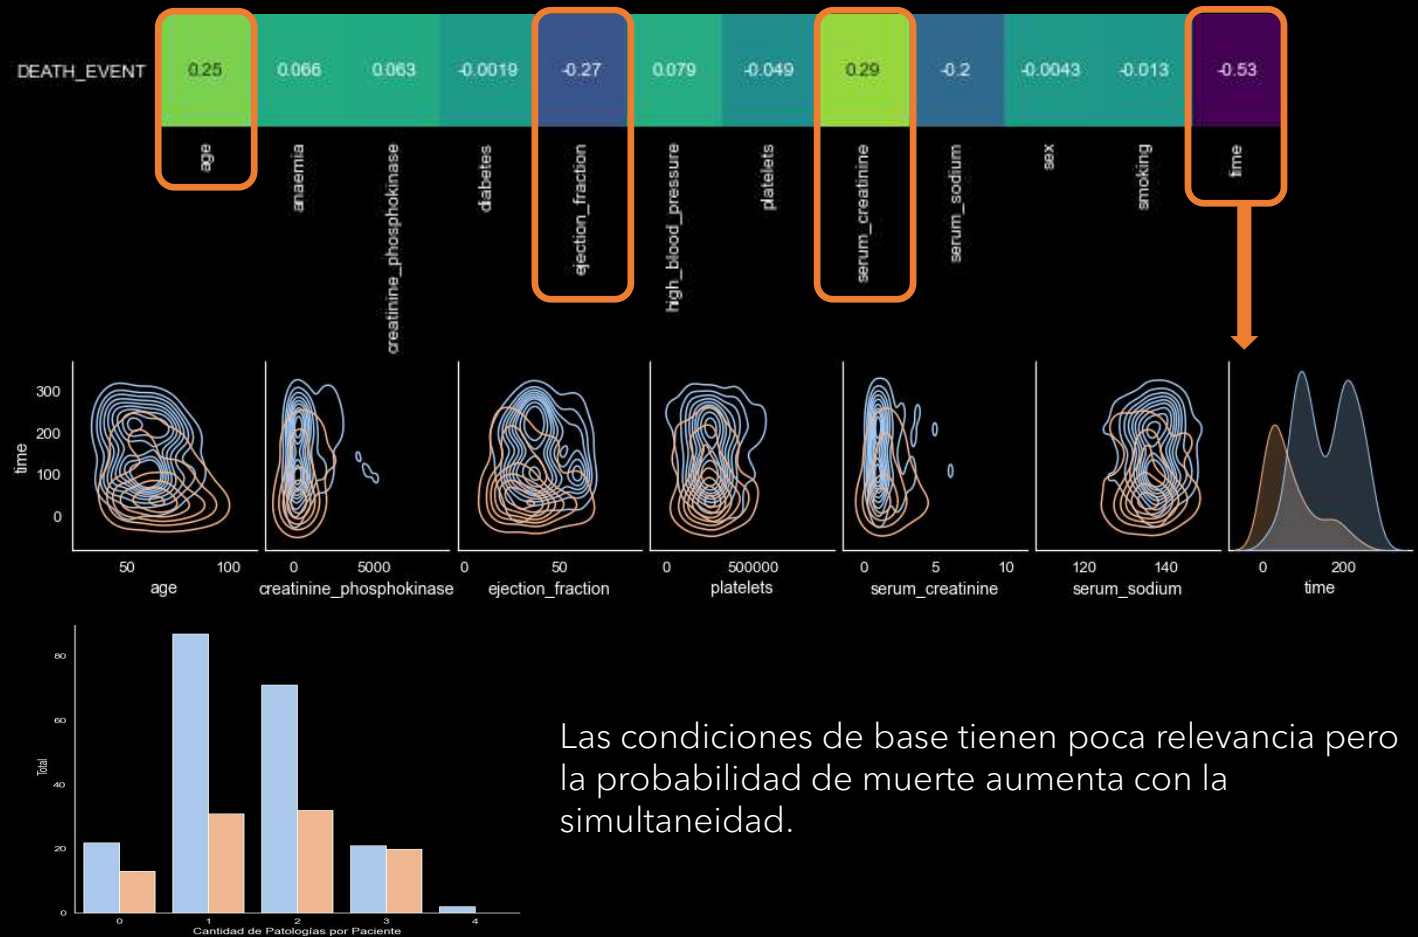 DEATH_EVENT
0.25 0.066 0.063 -0.0019 -0.27 0.079 -0.049 0.29 -0.2 -0.0043 -0.013 -0.53
age
anaemia
creatinine_phosphokinase
diabetes
ejection_fraction
high_blood_pressure
platelets
serum_creatinine
serum_sodium
sex
smoking
time
time
300
200
100
0
50 100
0 5000
0 50
0 500000
0 5 10
120 140
0 200
age
creatinine_phosphokinase
ejection_fraction
platelets
serum_creatinine
serum_sodium
time
Total
80
60
40
20
0
0 1 2 3 4
Cantidad de Patologías por Paciente
Las condiciones de base tienen poca relevancia pero
la probabilidad de muerte aumenta con la
simultaneidad.